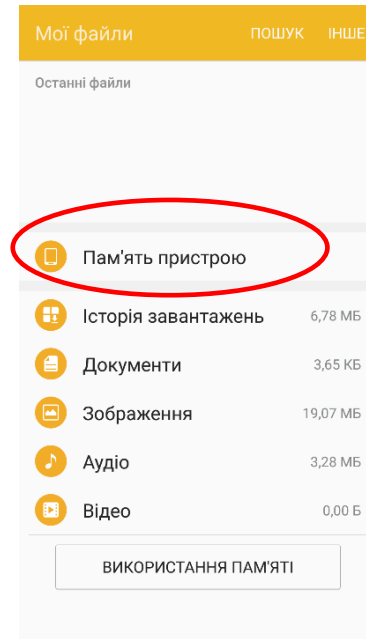 Мої файли ПОШУК ІНШЕ
Останні файли
Пам'ять пристрою
Історія завантажень 6,78 МБ
Документи 3,65 КБ
Зображення 19,07 МБ
Аудіо 3,28 МБ
Відео 0,00 Б
ВИКОРИСТАННЯ ПАМ'ЯТІ